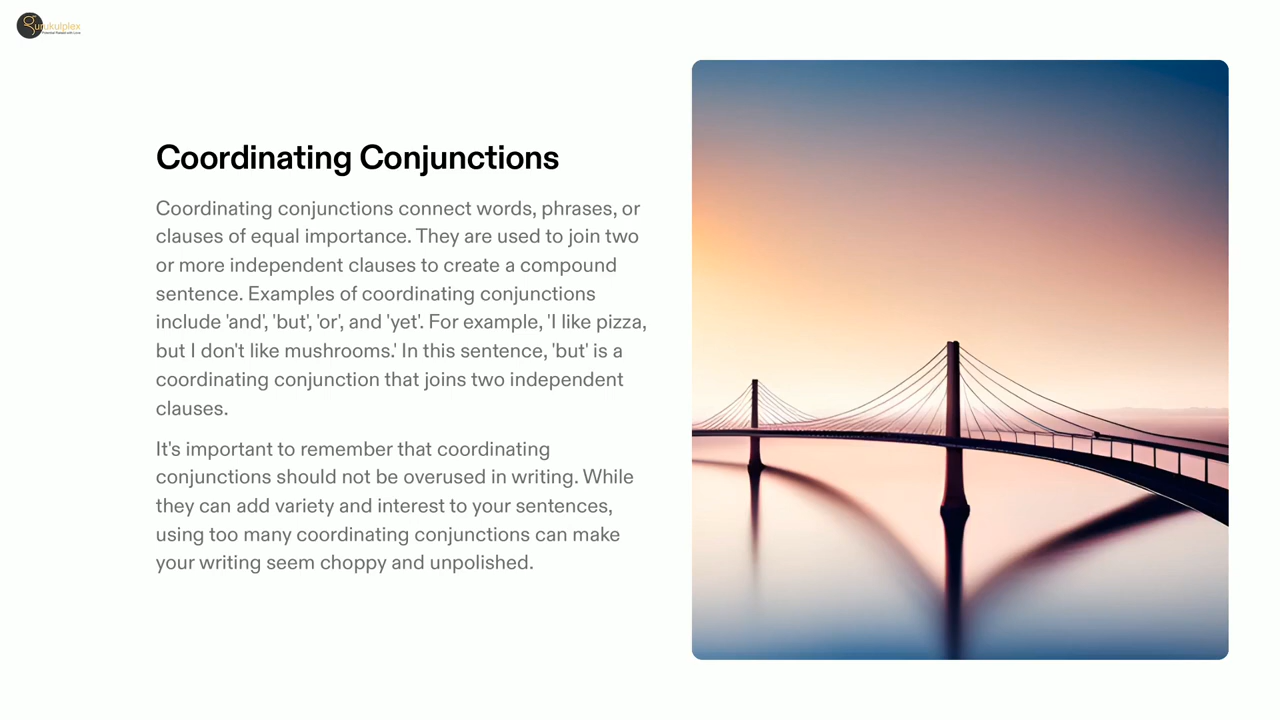 gurukulplex
Coordinating Conjunctions
Coordinating conjunctions connect words, phrases, or
clauses of equal importance. They are used to join two
or more independent clauses to create a compound
sentence. Examples of coordinating conjunctions
include 'and', 'but', 'or', and 'yet'. For example, 'I like pizza,
but I don't like mushrooms.' In this sentence, 'but' is a
coordinating conjunction that joins two independent
clauses.
It's important to remember that coordinating
conjunctions should not be overused in writing. While
they can add variety and interest to your sentences,
using too many coordinating conjunctions can make
your writing seem choppy and unpolished.